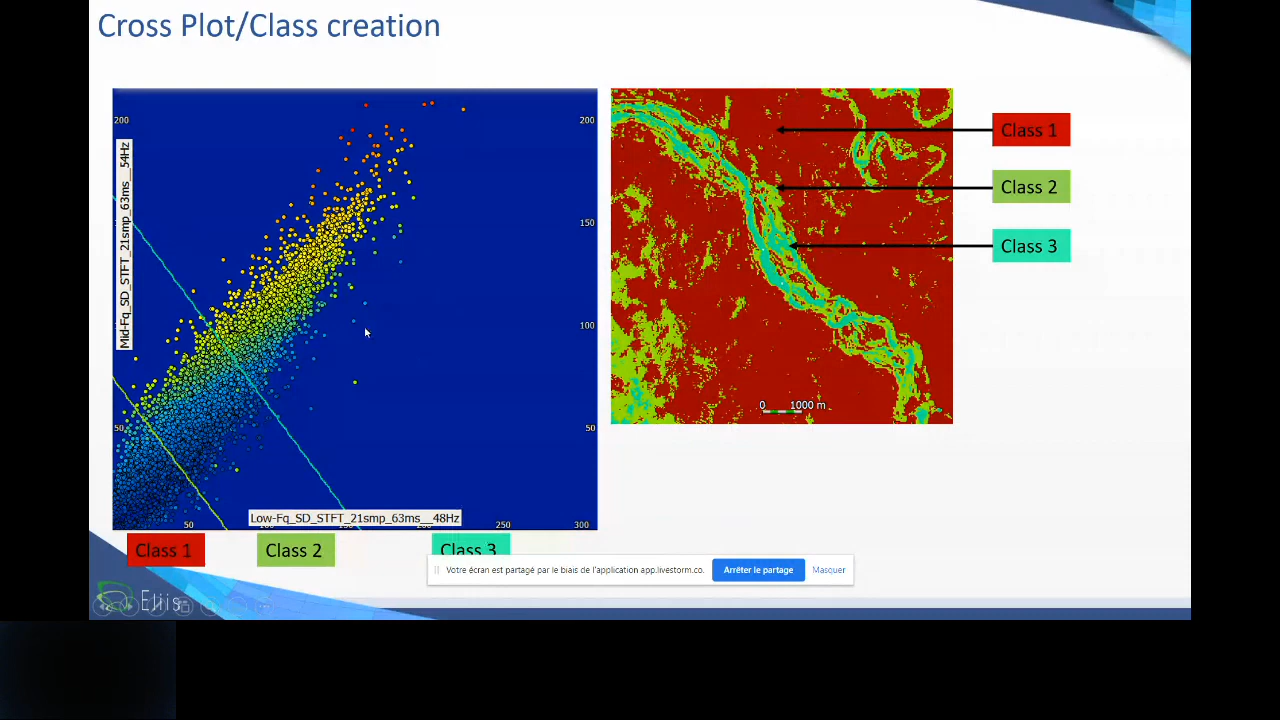 Cross Plot/Class creation
200
200
Mid-Fq_SD_STFT_21smp_63ms__54Hz
150
100
50
50
50
Low-Fq_SD_STFT_21smp_63ms__48Hz
250
300
Class 1
Class 2
Class 3
0 1000 m
Class 1
Class 2
Class 3
Votre écran est partagé par le biais de l'application app.livestorm.co.
Arrêter le partage
Masquer
Eliis